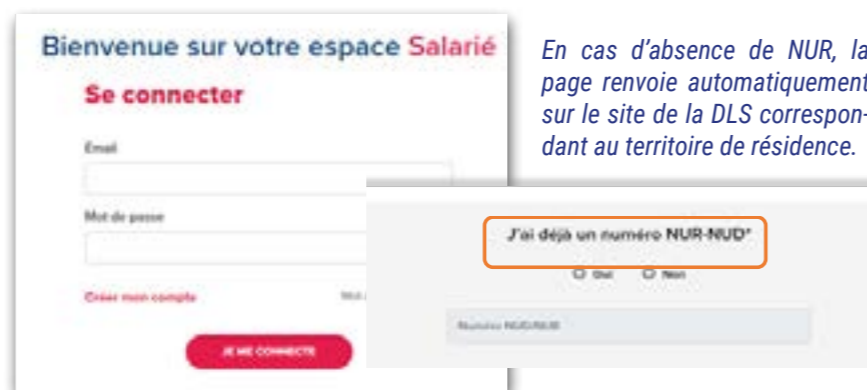 Bienvenue sur votre espace Salarié
Se connecter
Email
Mot de passe
Créer mon compte
Mot
JE ME CONNECTE
En cas d’absence de NUR, la
page renvoie automatiquement
sur le site de la DLS correspon-
dant au territoire de résidence.
J'ai déjà un numéro NUR-NUD*
Oui Non
Numéro NUD/NUR